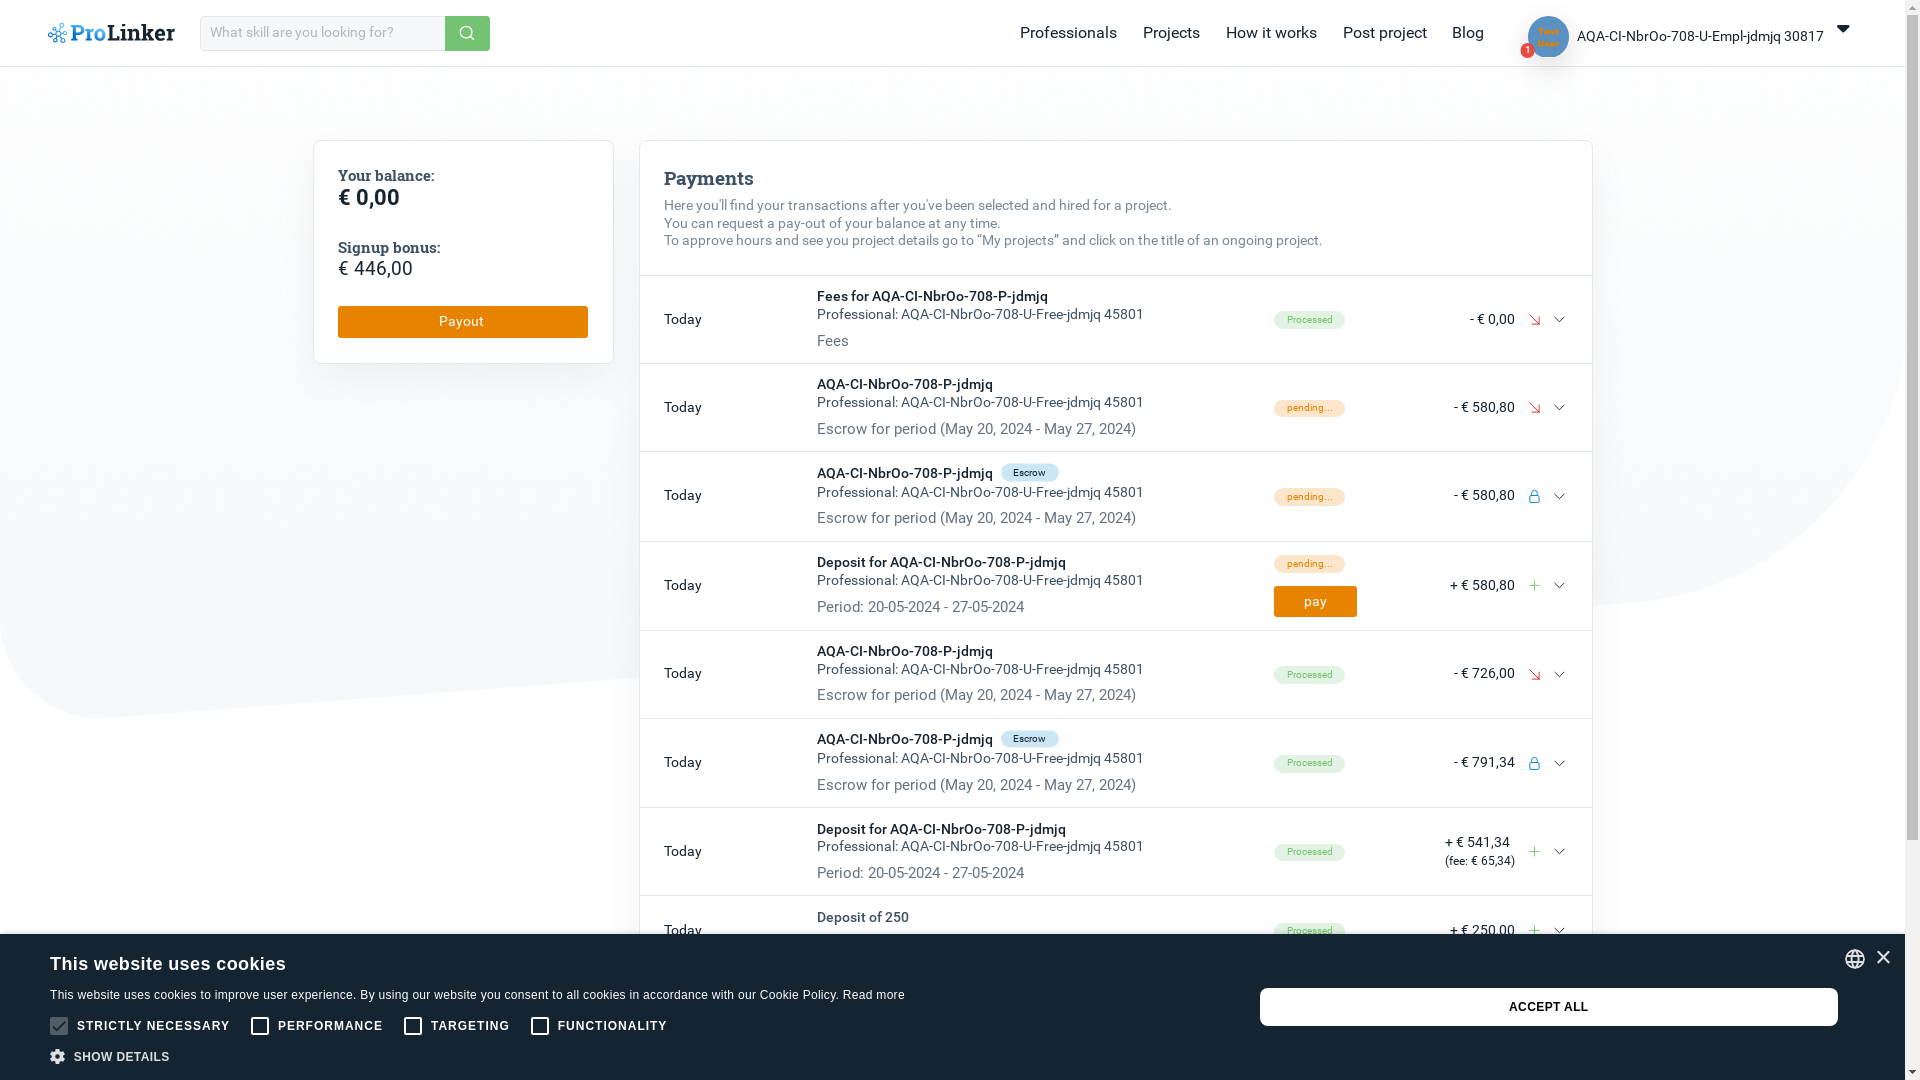 ProLinker
What skill are you looking for?
Professionals
Projects
How it works
Post project
Blog
Test User
1
AQA-CI-NbrOo-708-U-Empl-jdmjq 30817
Your balance:
€ 0,00
Signup bonus:
€ 446,00
Payout
Payments
Here you'll find your transactions after you've been selected and hired for a project.
You can request a pay-out of your balance at any time.
To approve hours and see you project details go to “My projects” and click on the title of an ongoing project.
Today
Fees for AQA-CI-NbrOo-708-P-jdmjq
Professional: AQA-CI-NbrOo-708-U-Free-jdmjq 45801
Fees
Processed
- € 0,00
Today
AQA-CI-NbrOo-708-P-jdmjq
Professional: AQA-CI-NbrOo-708-U-Free-jdmjq 45801
Escrow for period (May 20, 2024 - May 27, 2024)
pending...
- € 580,80
Today
AQA-CI-NbrOo-708-P-jdmjq Escrow
Professional: AQA-CI-NbrOo-708-U-Free-jdmjq 45801
Escrow for period (May 20, 2024 - May 27, 2024)
pending...
- € 580,80
Today
Deposit for AQA-CI-NbrOo-708-P-jdmjq
Professional: AQA-CI-NbrOo-708-U-Free-jdmjq 45801
Period: 20-05-2024 - 27-05-2024
pending...
pay
+ € 580,80
Today
AQA-CI-NbrOo-708-P-jdmjq
Professional: AQA-CI-NbrOo-708-U-Free-jdmjq 45801
Escrow for period (May 20, 2024 - May 27, 2024)
Processed
- € 726,00
Today
AQA-CI-NbrOo-708-P-jdmjq Escrow
Professional: AQA-CI-NbrOo-708-U-Free-jdmjq 45801
Escrow for period (May 20, 2024 - May 27, 2024)
Processed
- € 791,34
Today
Deposit for AQA-CI-NbrOo-708-P-jdmjq
Professional: AQA-CI-NbrOo-708-U-Free-jdmjq 45801
Period: 20-05-2024 - 27-05-2024
Processed
+ € 541,34
(fee: € 65,34)
Today
Deposit of 250
Processed
+ € 250,00
This website uses cookies
This website uses cookies to improve user experience. By using our website you consent to all cookies in accordance with our Cookie Policy. Read more
STRICTLY NECESSARY
PERFORMANCE
TARGETING
FUNCTIONALITY
SHOW DETAILS
ACCEPT ALL